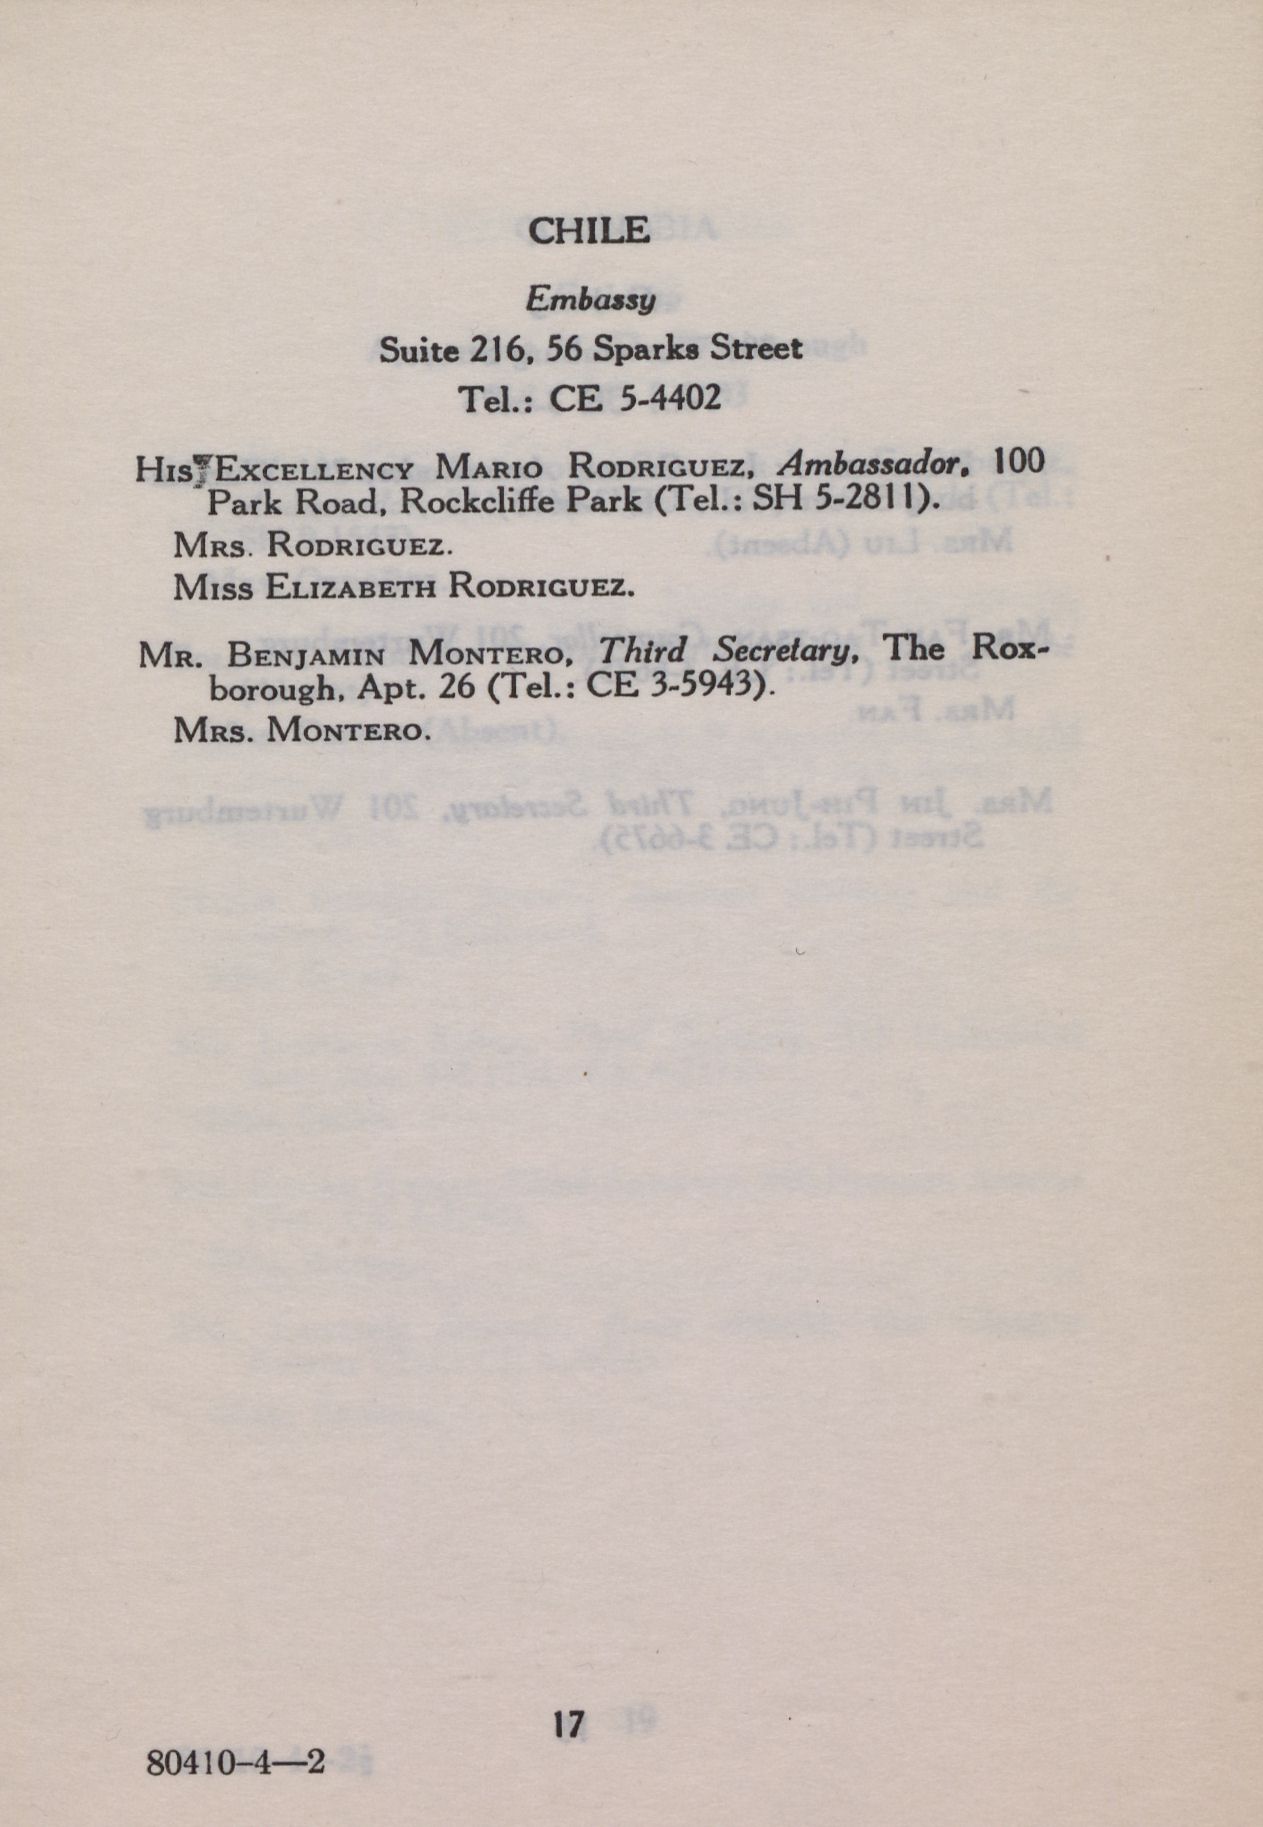 CHILE
Embassy
Suite 216, 56 Sparks Street
Tel.: CE 5-4402
HIS EXCELLENCY MARIO RODRIGUEZ, Ambassador, 100
Park Road, Rockcliffe Park (Tel.: SH 5-2811).
MRS. RODRIGUEZ.
MISS ELIZABETH RODRIGUEZ.
MR. BENJAMIN MONTERO, Third Secretary, The Rox-
borough, Apt. 26 (Tel.: CE 3-5943).
MRS. MONTERO.
17
80410-4—2